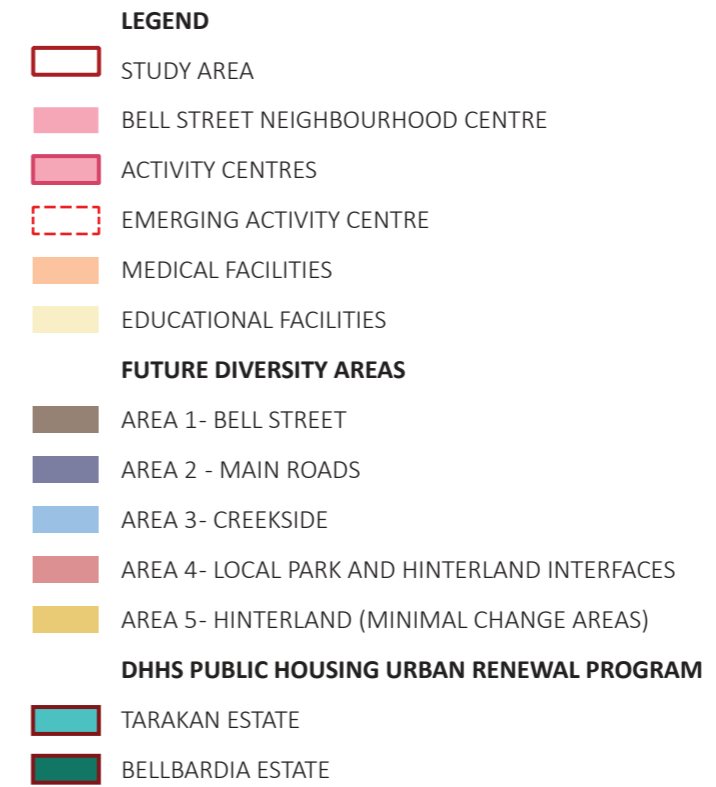 LEGEND
STUDY AREA
BELL STREET NEIGHBOURHOOD CENTRE
ACTIVITY CENTRES
EMERGING ACTIVITY CENTRE
MEDICAL FACILITIES
EDUCATIONAL FACILITIES
FUTURE DIVERSITY AREAS
AREA 1- BELL STREET
AREA 2 - MAIN ROADS
AREA 3- CREEKSIDE
AREA 4- LOCAL PARK AND HINTERLAND INTERFACES
AREA 5- HINTERLAND (MINIMAL CHANGE AREAS)
DHHS PUBLIC HOUSING URBAN RENEWAL PROGRAM
TARAKAN ESTATE
BELLBARDIA ESTATE